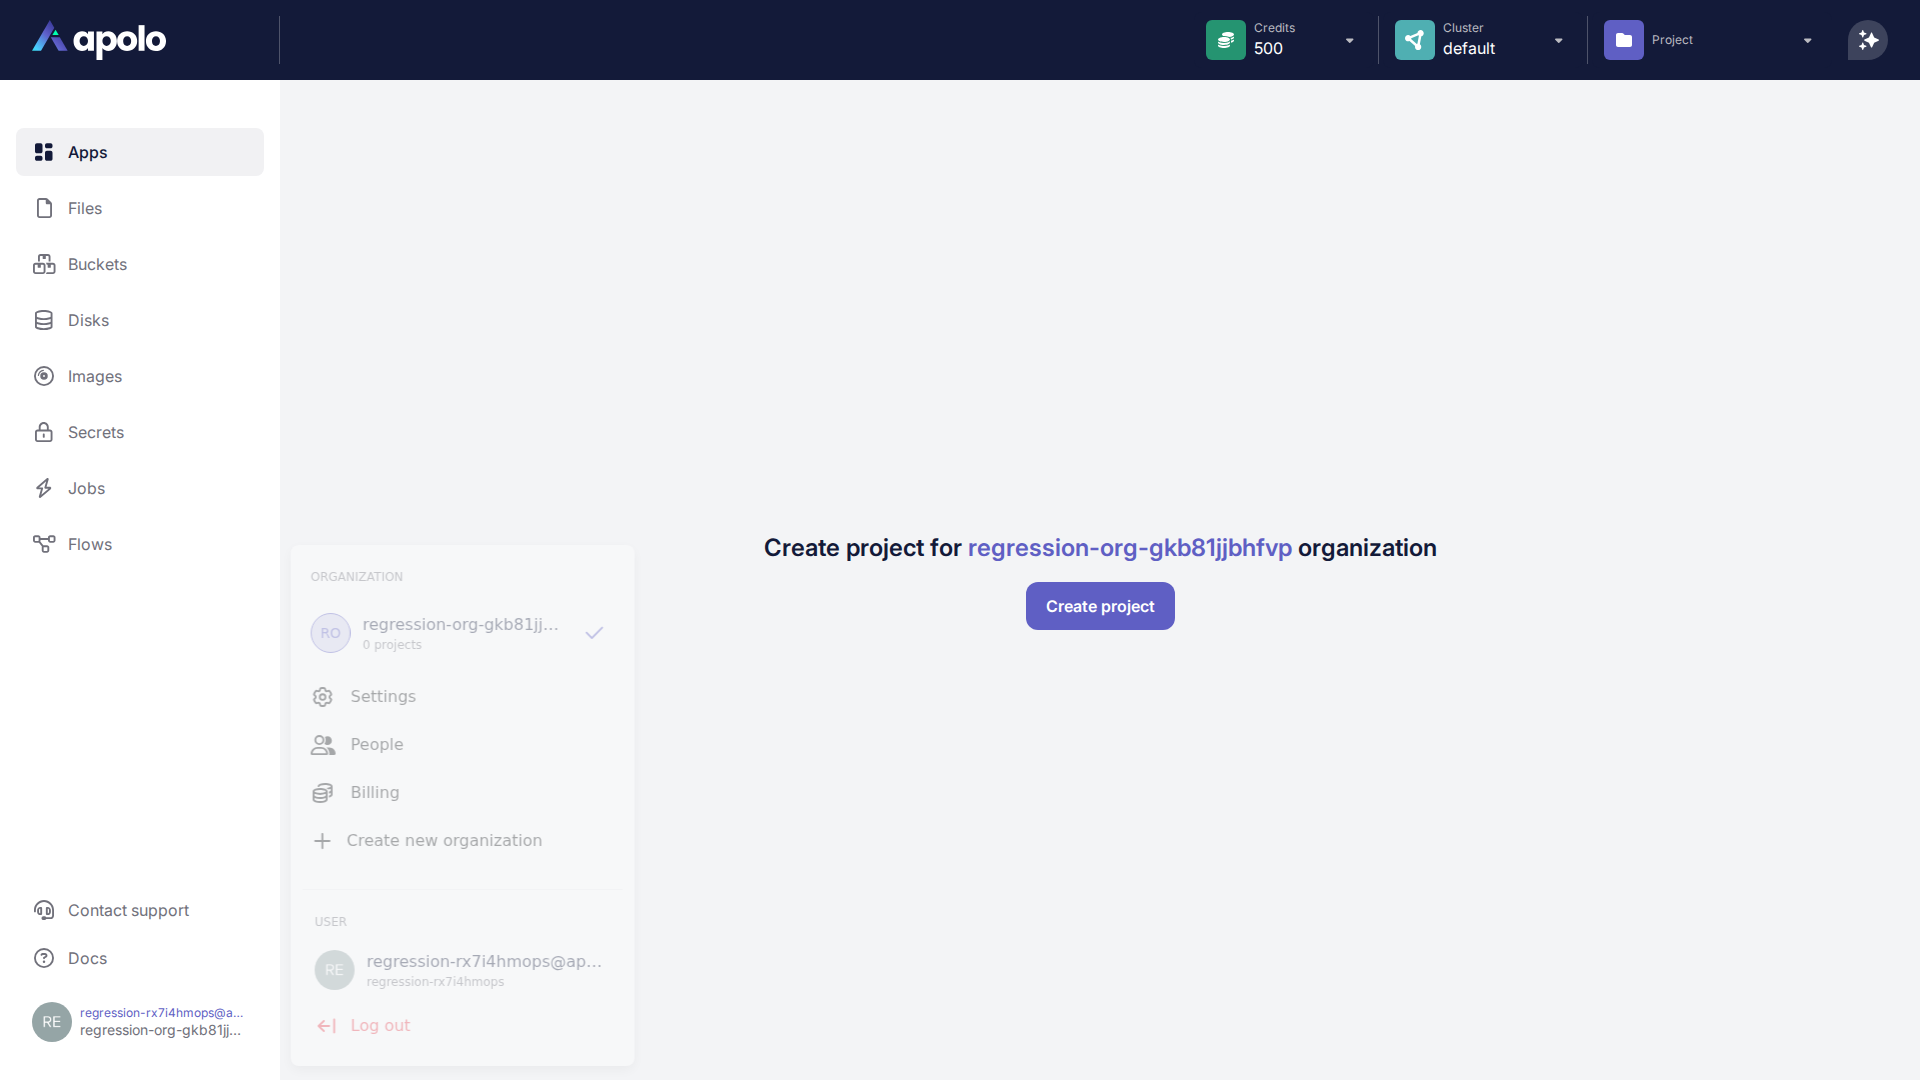 apolo
Credits
500
Cluster
default
Project
Apps
Files
Buckets
Disks
Images
Secrets
Jobs
Flows
Contact support
Docs
RE
regression-rx7i4hmops@a...
regression-org-gkb81jj...
ORGANIZATION
RO
regression-org-gkb81jj...
0 projects
Settings
People
Billing
Create new organization
USER
RE
regression-rx7i4hmops@ap...
regression-rx7i4hmops
Log out
Create project for regression-org-gkb81jjbhfvp organization
Create project